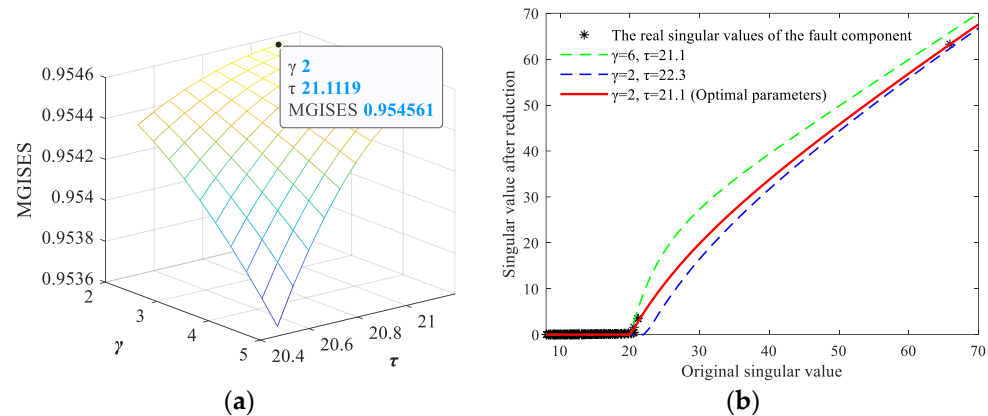 (a)
0.9546
0.9544
0.9542
0.954
0.9538
0.9536
MGISES
γ 2
τ 21.1119
MGISES 0.954561
2
3
4
5
γ
20.4
20.6
20.8
21
τ
(a)
70
60
50
40
30
20
10
0
Singular value after reduction
The real singular values of the fault component
γ=6, τ=21.1
γ=2, τ=22.3
γ=2, τ=21.1 (Optimal parameters)
10
20
30
40
50
60
70
Original singular value
(b)